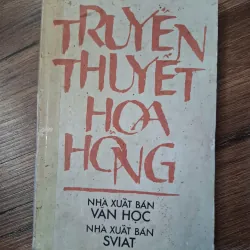 TRUYỀN
THUYẾT
HOA
HỒNG
NHÀ XUẤT BẢN
VĂN HỌC
NHÀ XUẤT BẢN
SVIAT